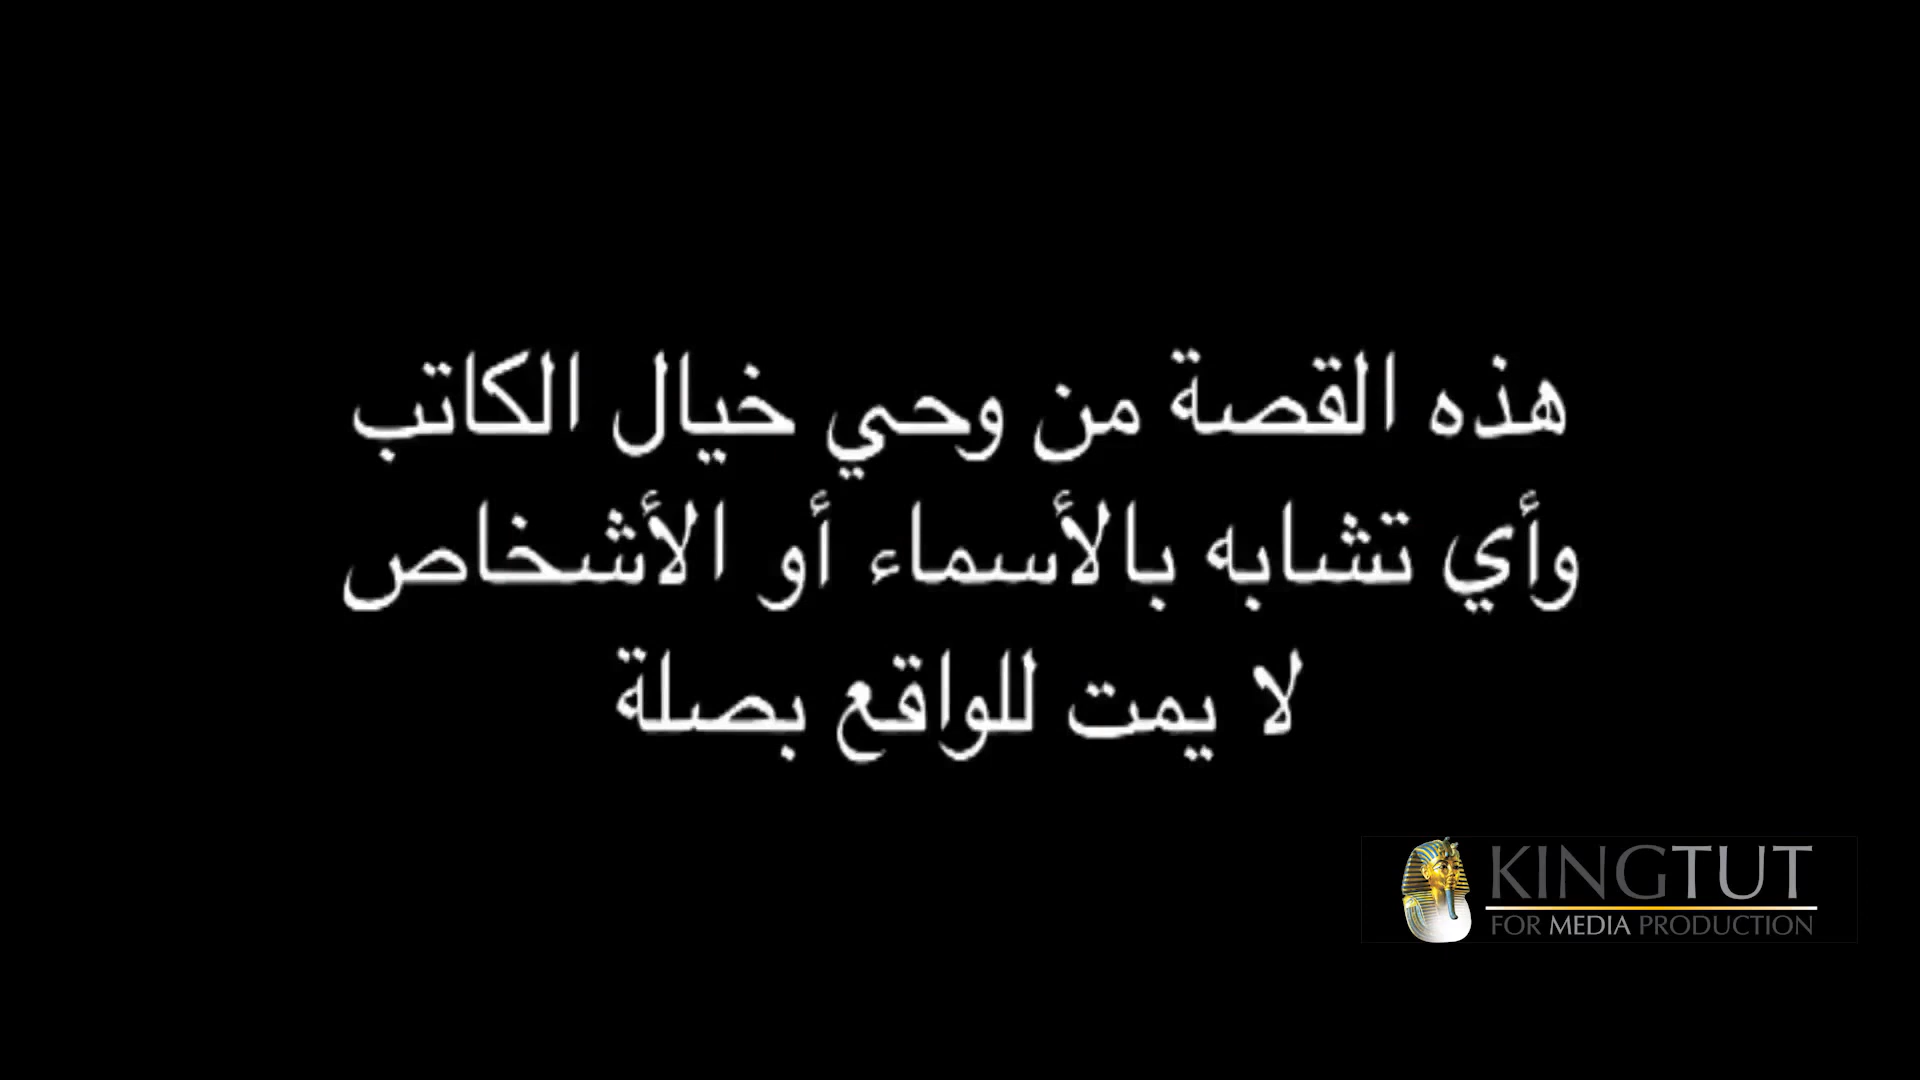 هذه القصة من وحي خيال الكاتب
وأي تشابه بالأسماء أو الأشخاص
لا يمت للواقع بصلة
KINGTUT
FOR MEDIA PRODUCTION